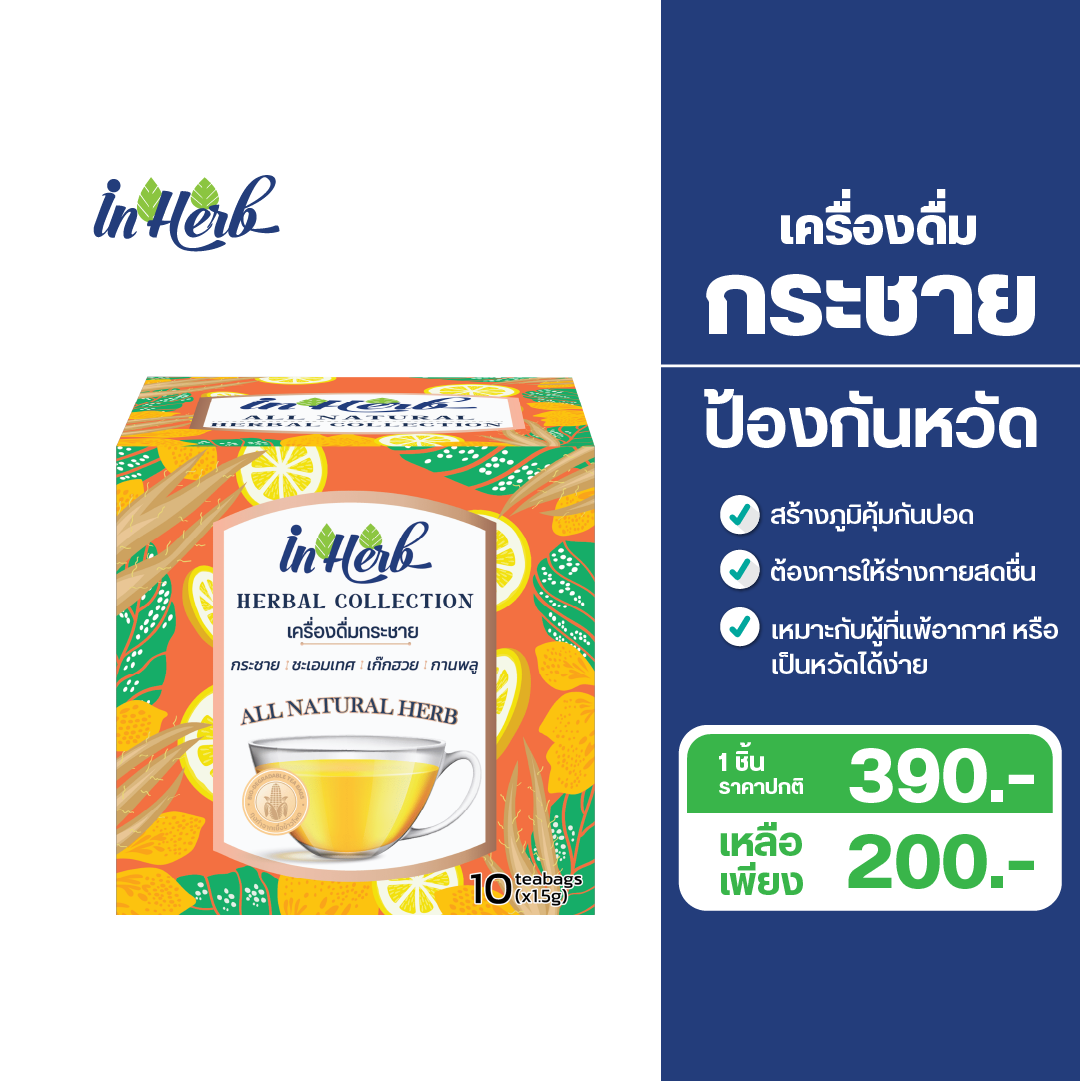 in Herb
in Herb
ALL NATURAL
HERBAL COLLECTION
in Herb
HERBAL COLLECTION
เครื่องดื่มกระชาย
กระชาย | ชะเอมเทศ | เก๊กฮวย | กานพลู
ALL NATURAL HERB
10 teabags
(x1.5g)
เครื่องดื่ม
กระชาย
ป้องกันหวัด
สร้างภูมิคุ้มกันปอด
ต้องการให้ร่างกายสดชื่น
เหมาะกับผู้ที่แพ้อากาศ หรือ
เป็นหวัดได้ง่าย
1 ชิ้น
ราคาปกติ
390.-
เหลือ
เพียง
200.-